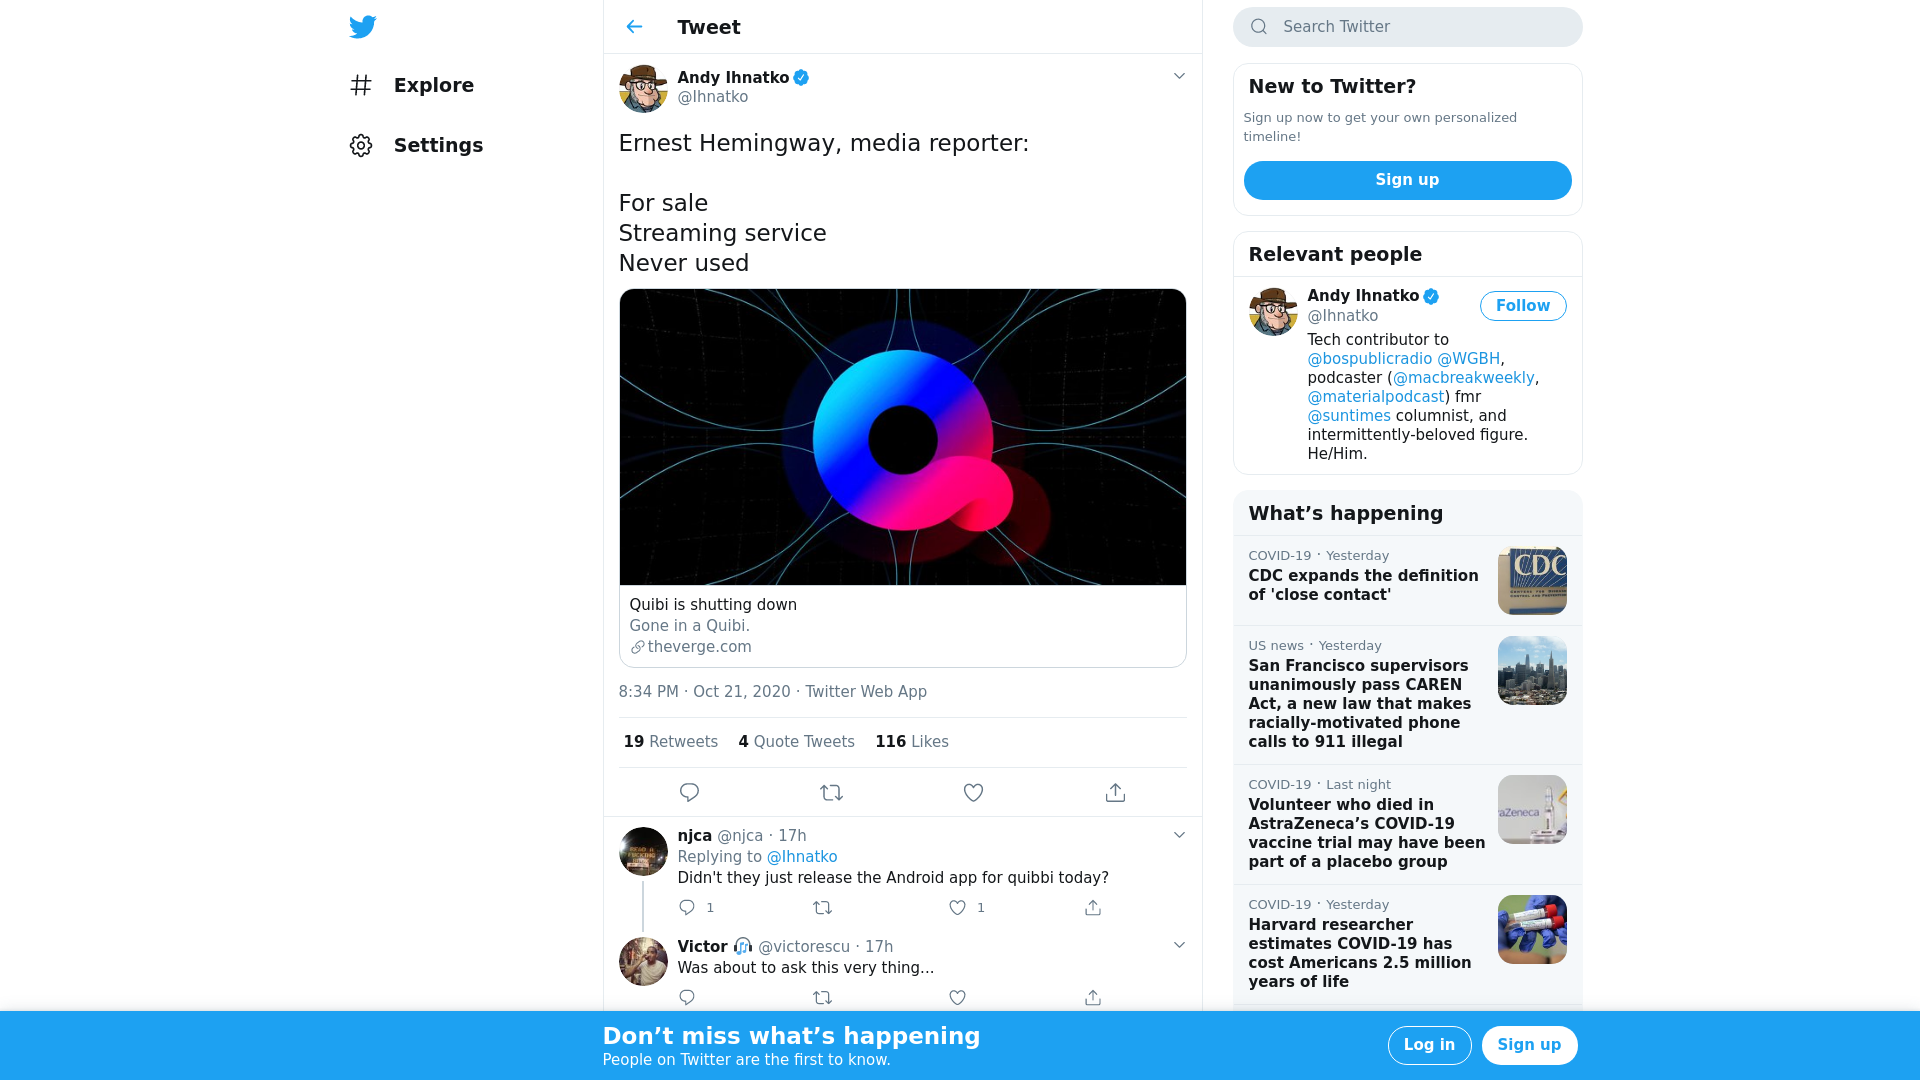 Explore
Settings
Tweet
Andy Ihnatko
@Ihnatko
Ernest Hemingway, media reporter:
For sale
Streaming service
Never used
Quibi is shutting down
Gone in a Quibi.
theverge.com
8:34 PM · Oct 21, 2020 · Twitter Web App
19 Retweets 4 Quote Tweets 116 Likes
njca @njca · 17h
Replying to @Ihnatko
Didn't they just release the Android app for quibbi today?
1 1
Victor @victorescu · 17h
Was about to ask this very thing...
Search Twitter
New to Twitter?
Sign up now to get your own personalized
timeline!
Sign up
Relevant people
Andy Ihnatko
@Ihnatko
Follow
Tech contributor to
@bospublicradio @WGBH,
podcaster (@macbreakweekly,
@materialpodcast) fmr
@suntimes columnist, and
intermittently-beloved figure.
He/Him.
What’s happening
COVID-19 · Yesterday
CDC expands the definition
of 'close contact'
CDC
US news · Yesterday
San Francisco supervisors
unanimously pass CAREN
Act, a new law that makes
racially-motivated phone
calls to 911 illegal
COVID-19 · Last night
Volunteer who died in
AstraZeneca’s COVID-19
vaccine trial may have been
part of a placebo group
raZeneca
COVID-19 · Yesterday
Harvard researcher
estimates COVID-19 has
cost Americans 2.5 million
years of life
Don’t miss what’s happening
People on Twitter are the first to know.
Log in
Sign up